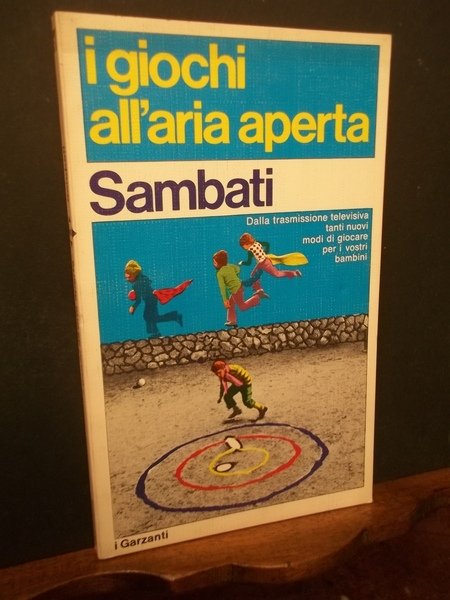 i giochi
all'aria aperta
Sambati
Dalla trasmissione televisiva
tanti nuovi
modi di giocare
per i vostri
bambini
i Garzanti